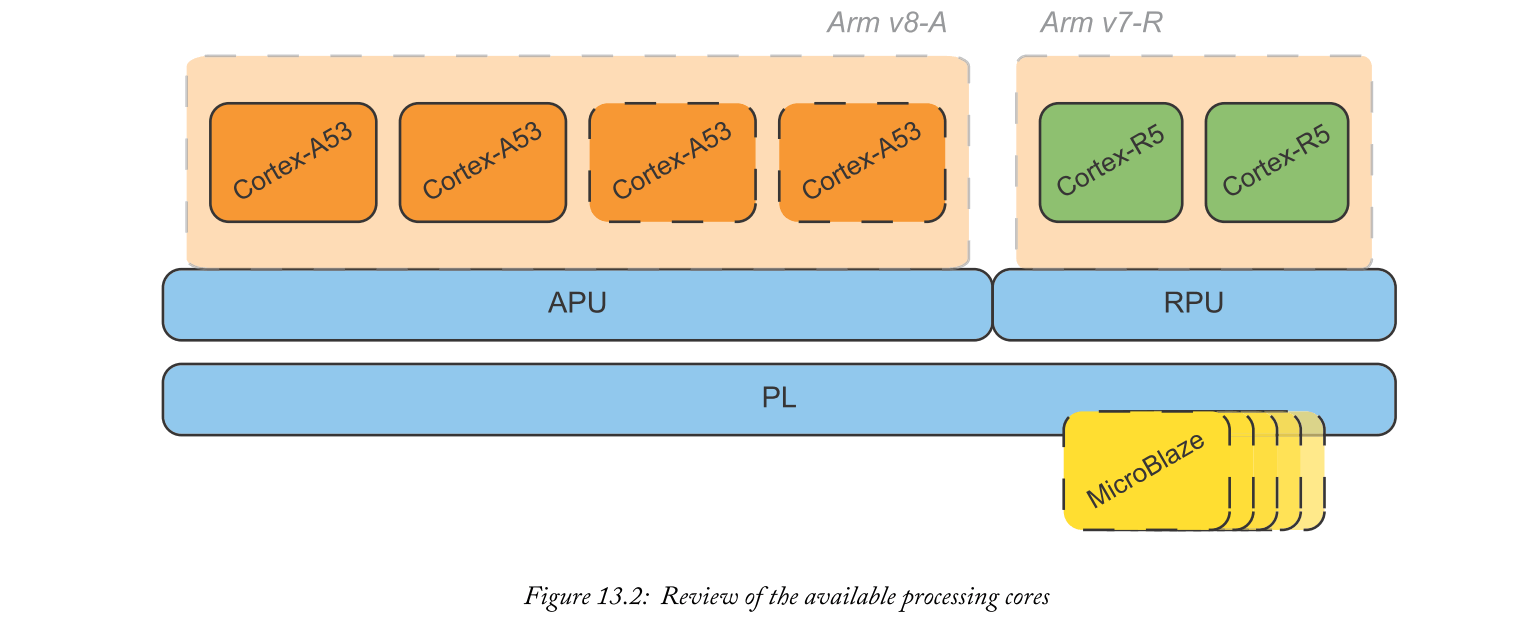 Arm v8-A
Arm v7-R
Cortex-A53
Cortex-A53
Cortex-A53
Cortex-A53
Cortex-R5
Cortex-R5
APU
RPU
PL
MicroBlaze
Figure 13.2: Review of the available processing cores